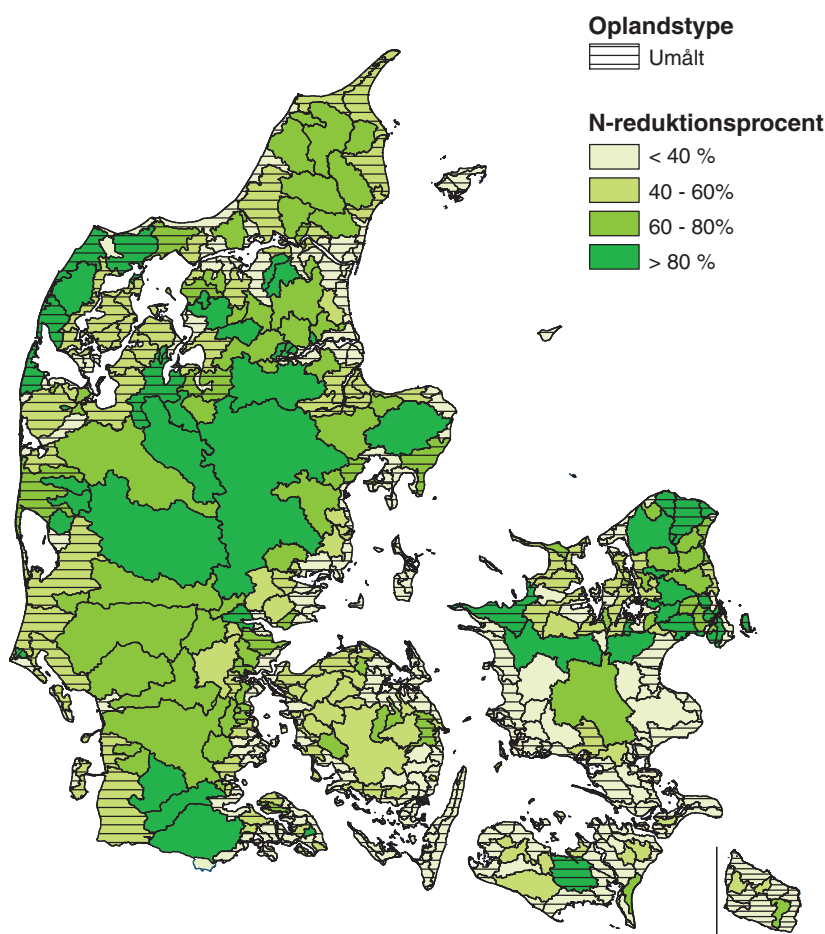 Oplandstype
Umålt
N-reduktionsprocent
< 40 %
40 - 60%
60 - 80%
> 80 %